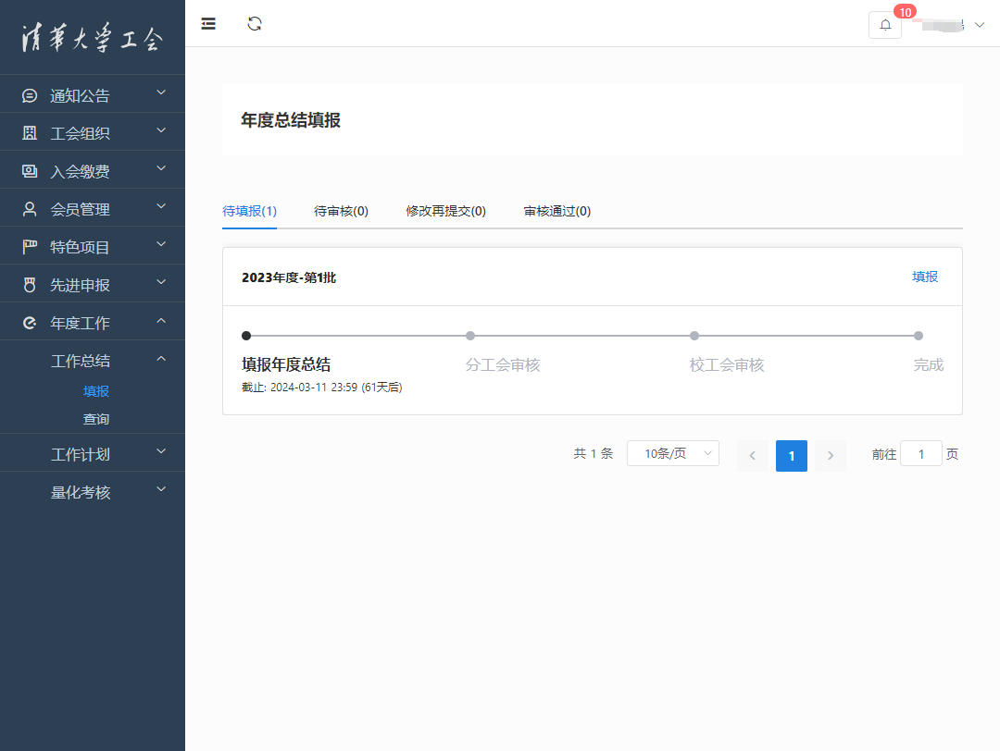 清华大学工会
10
通知公告
工会组织
入会缴费
会员管理
特色项目
先进申报
年度工作
工作总结
填报
查询
工作计划
量化考核
年度总结填报
待填报(1) 待审核(0) 修改再提交(0) 审核通过(0)
2023年度-第1批 填报
填报年度总结 分工会审核 校工会审核 完成
截止: 2024-03-11 23:59 (61天后)
共 1 条 10条/页 1 前往 1 页